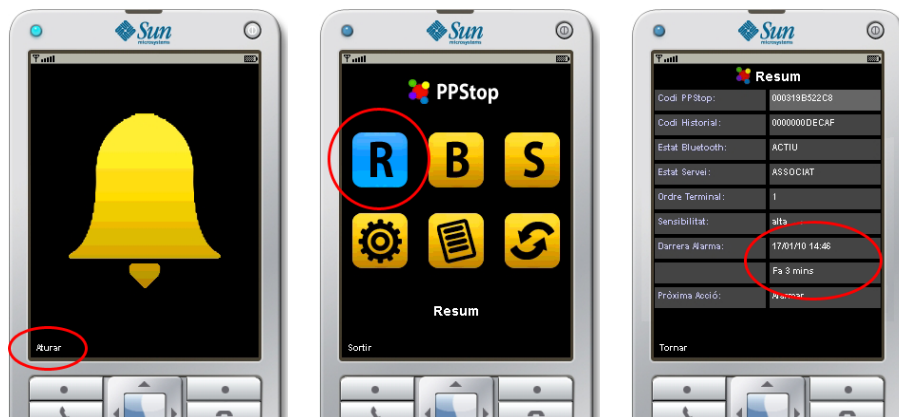 Sun
microsystems
Aturar
Sun
microsystems
PPStop
R
B
S
Resum
Sortir
Sun
microsystems
Resum
Codi PPStop: 000319B522C8
Codi Historial: 0000000DECAF
Estat Bluetooth: ACTIU
Estat Servei: ASSOCIAT
Ordre Terminal: 1
Sensibilitat: alta
Darrera Alarma: 17/01/10 14:46
Fa 3 mins
Pròxima Acció: Alarmar
Tornar